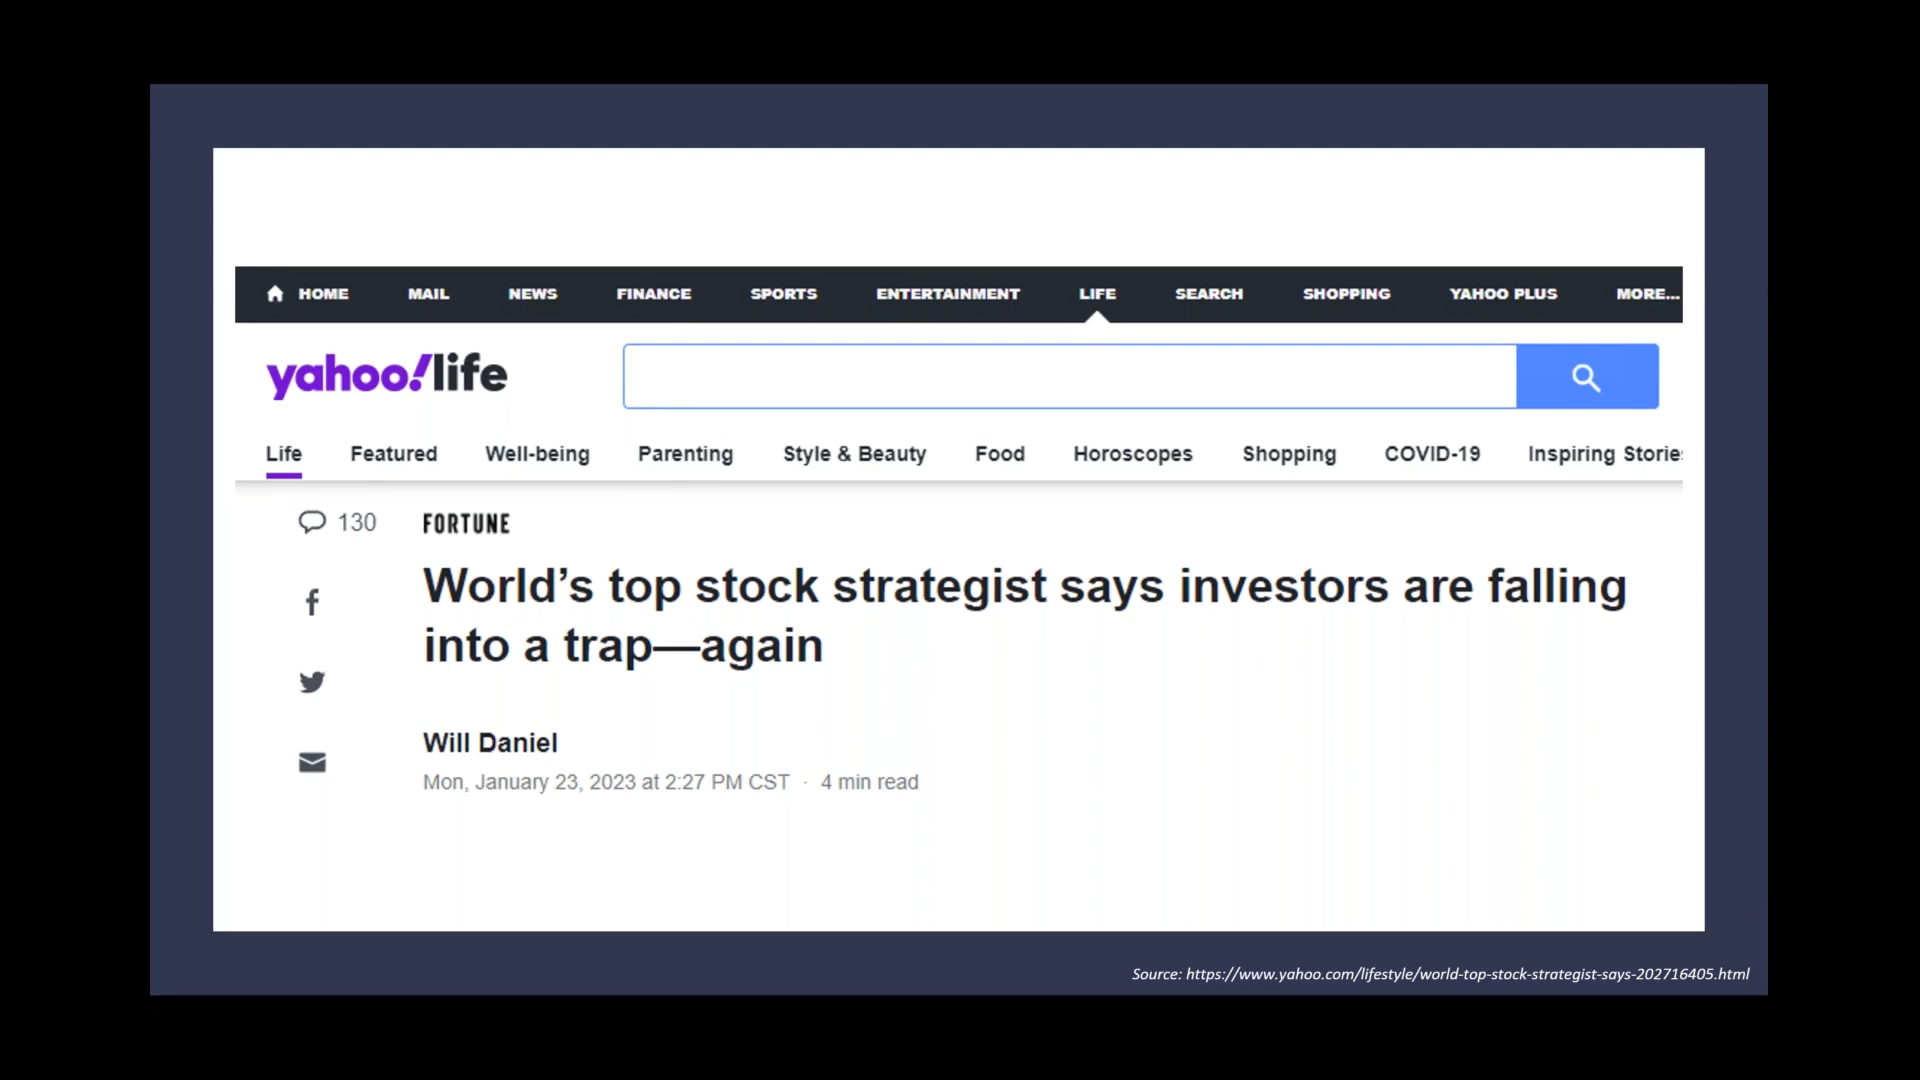 HOME MAIL NEWS FINANCE SPORTS ENTERTAINMENT LIFE SEARCH SHOPPING YAHOO PLUS MORE...
yahoo!life
Life Featured Well-being Parenting Style & Beauty Food Horoscopes Shopping COVID-19 Inspiring Storie
130 FORTUNE
World’s top stock strategist says investors are falling
into a trap—again
Will Daniel
Mon, January 23, 2023 at 2:27 PM CST · 4 min read
Source: https://www.yahoo.com/lifestyle/world-top-stock-strategist-says-202716405.html